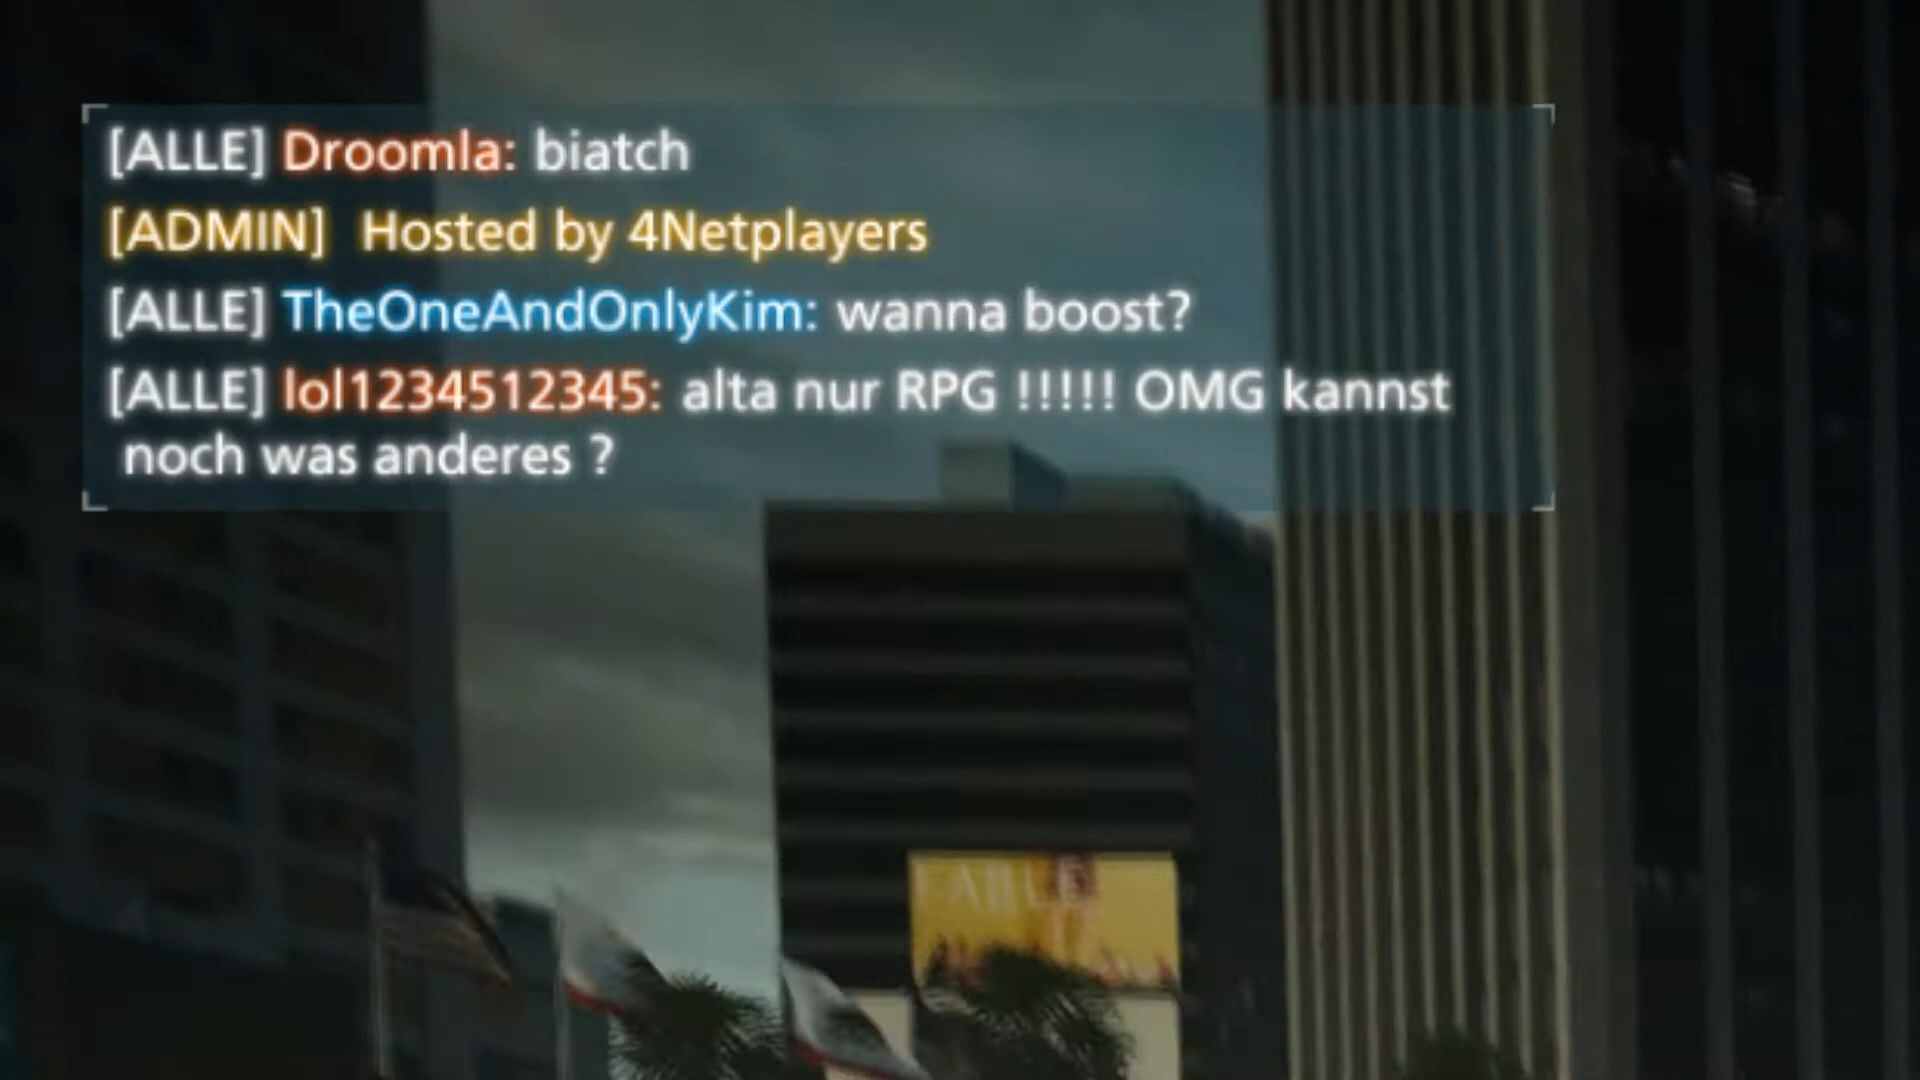 [ALLE] Droomla: biatch
[ADMIN]  Hosted by 4Netplayers
[ALLE] TheOneAndOnlyKim: wanna boost?
[ALLE] lol1234512345: alta nur RPG !!!!! OMG kannst
noch was anderes ?